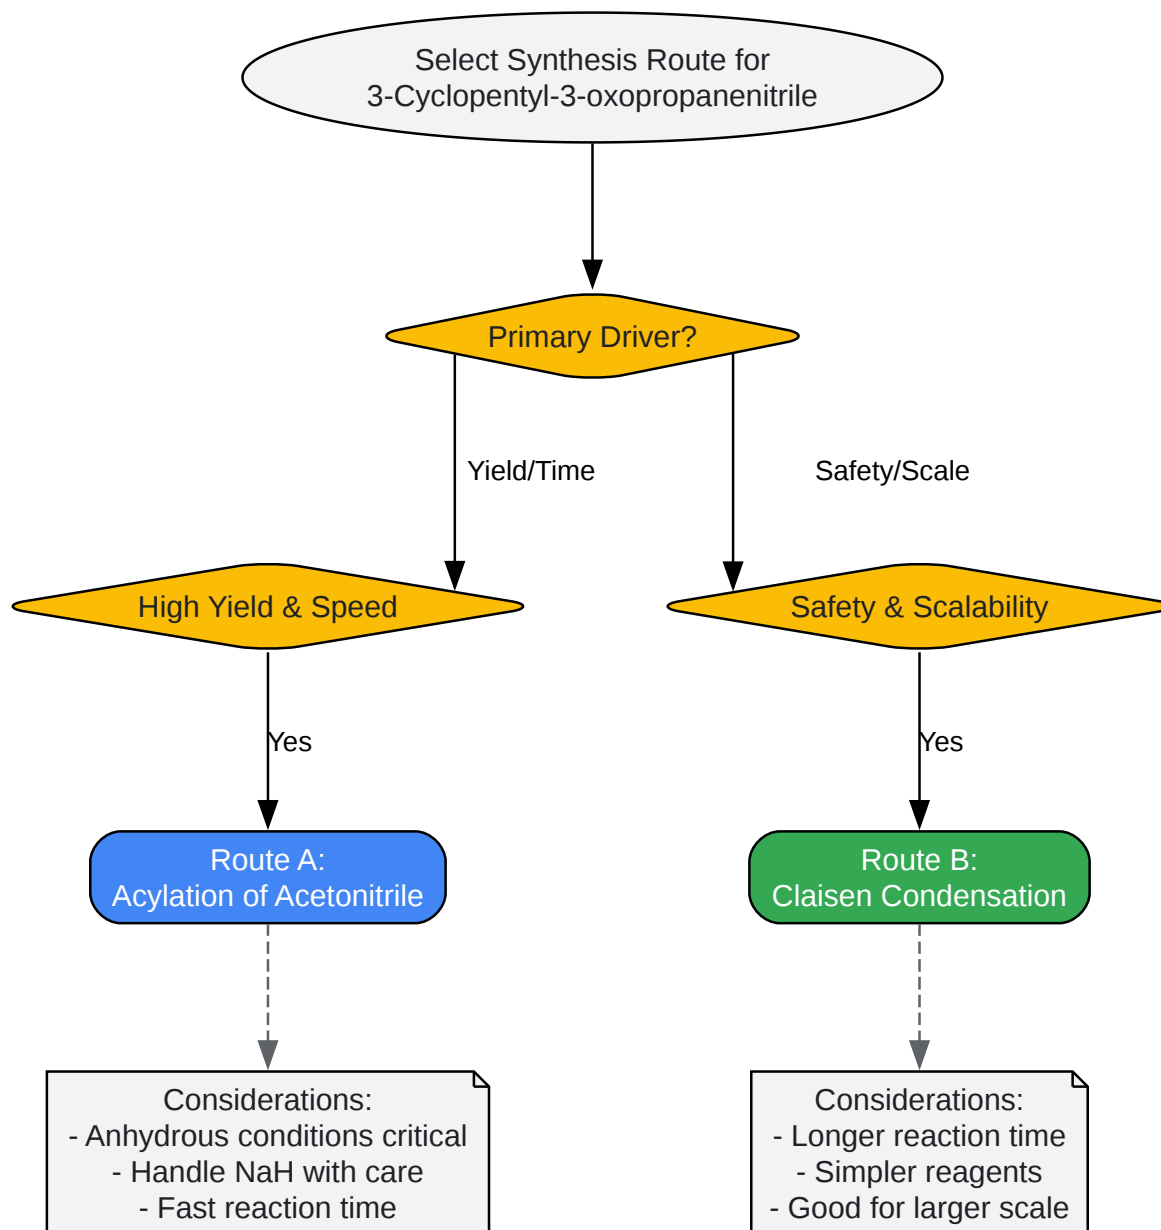 Select Synthesis Route for
3-Cyclopentyl-3-oxopropanenitrile
Primary Driver?
Yield/Time
Safety/Scale
High Yield & Speed
Safety & Scalability
Yes
Yes
Route A:
Acylation of Acetonitrile
Route B:
Claisen Condensation
Considerations:
- Anhydrous conditions critical
- Handle NaH with care
- Fast reaction time
Considerations:
- Longer reaction time
- Simpler reagents
- Good for larger scale